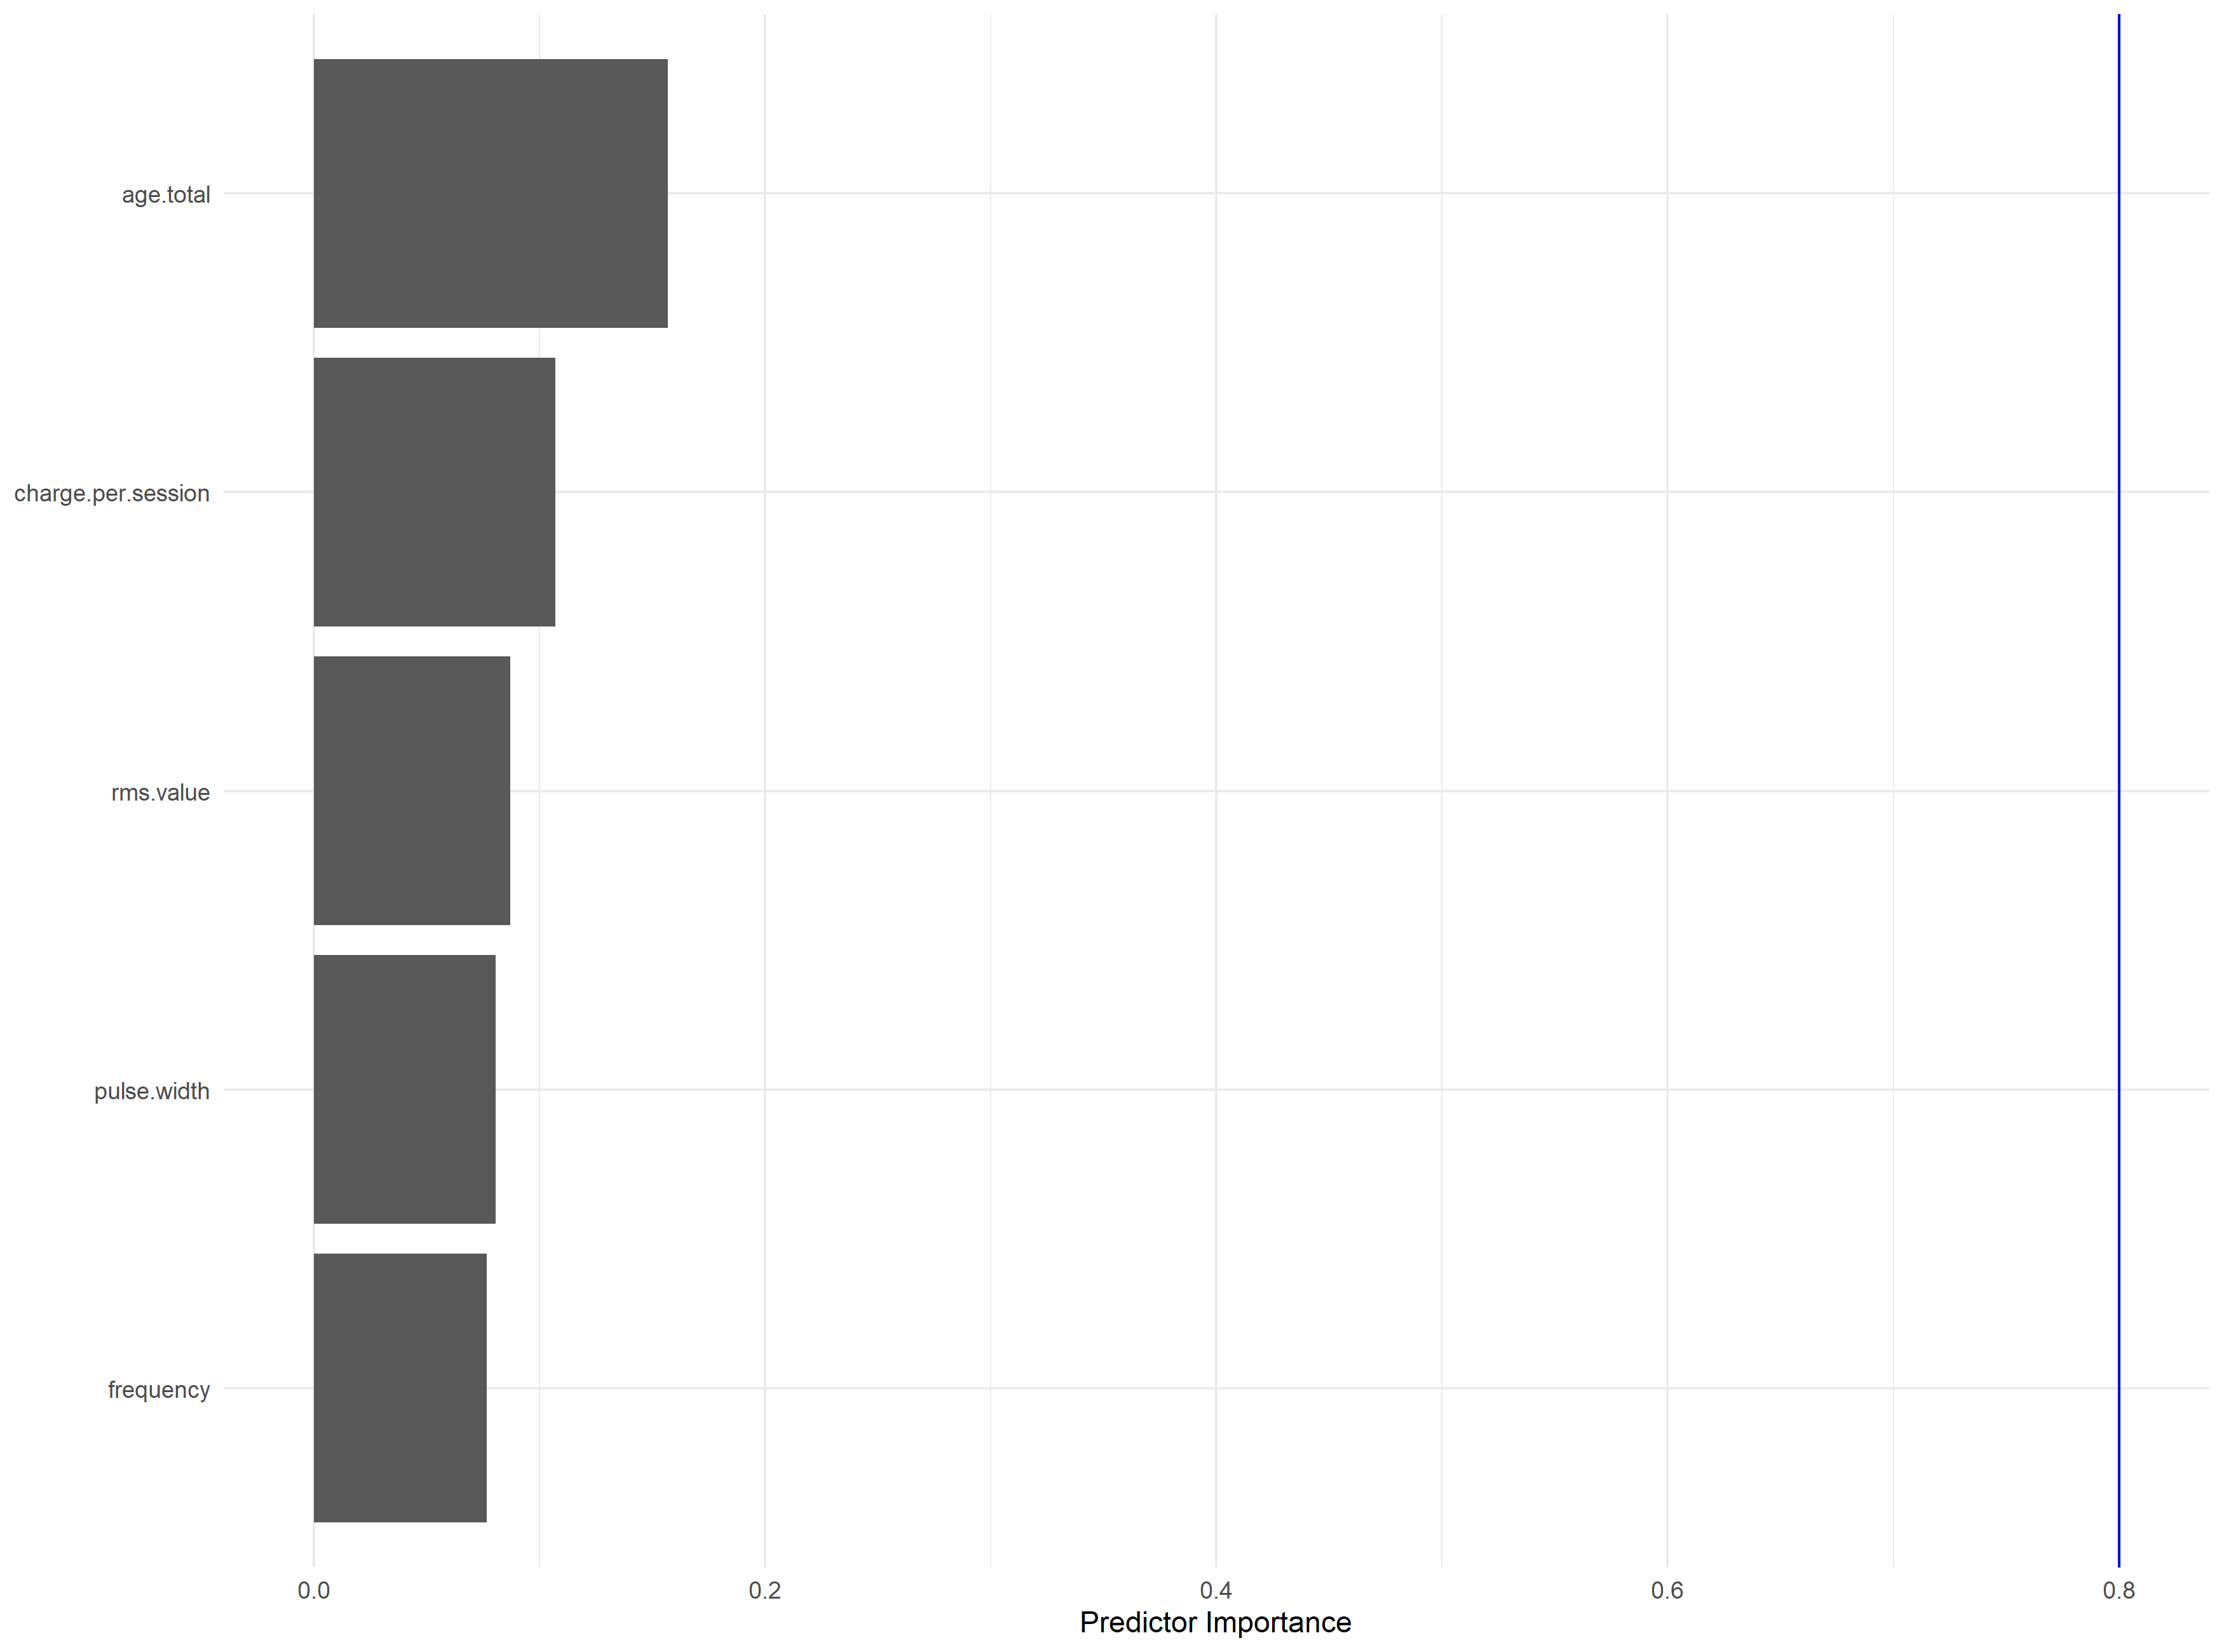 age.total
charge.per.session
rms.value
pulse.width
frequency
0.0 0.2 0.4 0.6 0.8
Predictor Importance